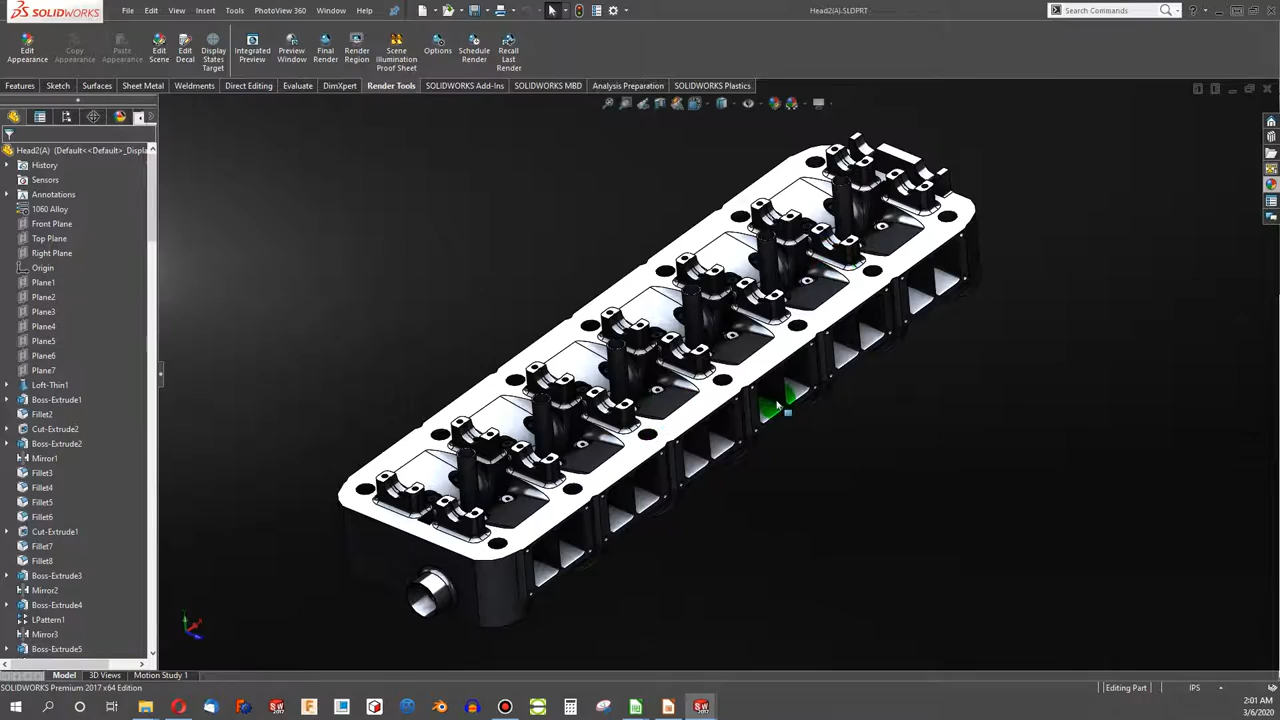 SOLIDWORKS
File Edit View Insert Tools PhotoView 360 Window Help
Head2(A).SLDPRT
Search Commands
Edit Appearance
Copy Appearance
Paste Appearance
Edit Scene
Edit Decal
Display States Target
Integrated Preview
Preview Window
Final Render
Render Region
Scene Illumination Proof Sheet
Options
Schedule Render
Recall Last Render
Features Sketch Surfaces Sheet Metal Weldments Direct Editing Evaluate DimXpert Render Tools SOLIDWORKS Add-Ins SOLIDWORKS MBD Analysis Preparation SOLIDWORKS Plastics
Head2(A) (Default<<Default>_Displa
History
Sensors
Annotations
1060 Alloy
Front Plane
Top Plane
Right Plane
Origin
Plane1
Plane2
Plane3
Plane4
Plane5
Plane6
Plane7
Loft-Thin1
Boss-Extrude1
Fillet2
Cut-Extrude2
Boss-Extrude2
Mirror1
Fillet3
Fillet4
Fillet5
Fillet6
Cut-Extrude1
Fillet7
Fillet8
Boss-Extrude3
Mirror2
Boss-Extrude4
LPattern1
Mirror3
Boss-Extrude5
Model 3D Views Motion Study 1
SOLIDWORKS Premium 2017 x64 Edition
Editing Part
IPS
2:01 AM
3/6/2020